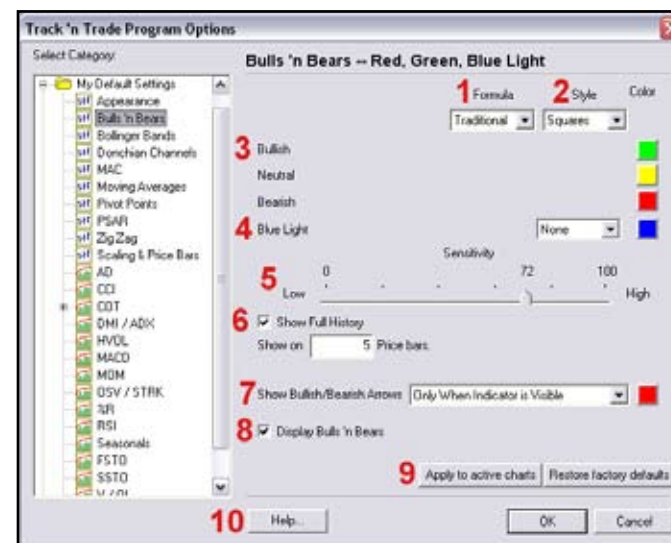 Track 'n Trade Program Options
Select Category:
My Default Settings
Appearance
Bulls 'n Bears
Bollinger Bands
Donchian Channels
MAC
Moving Averages
Pivot Points
PSAR
ZigZag
Scaling & Price Bars
AD
CCI
COT
DMI / ADX
HVOL
MACD
MOM
OSV / STRK
%R
RSI
Seasonals
FSTO
SSTO
Bulls 'n Bears -- Red, Green, Blue Light
1 Formula 2 Style Color
Traditional Squares
3 Bullish
Neutral
Bearish
4 Blue Light None
Sensitivity
0 72 100
5 Low High
6 Show Full History
Show on 5 Price bars.
7 Show Bullish/Bearish Arrows Only When Indicator is Visible
8 Display Bulls 'n Bears
9 Apply to active charts Restore factory defaults
10 Help... OK Cancel